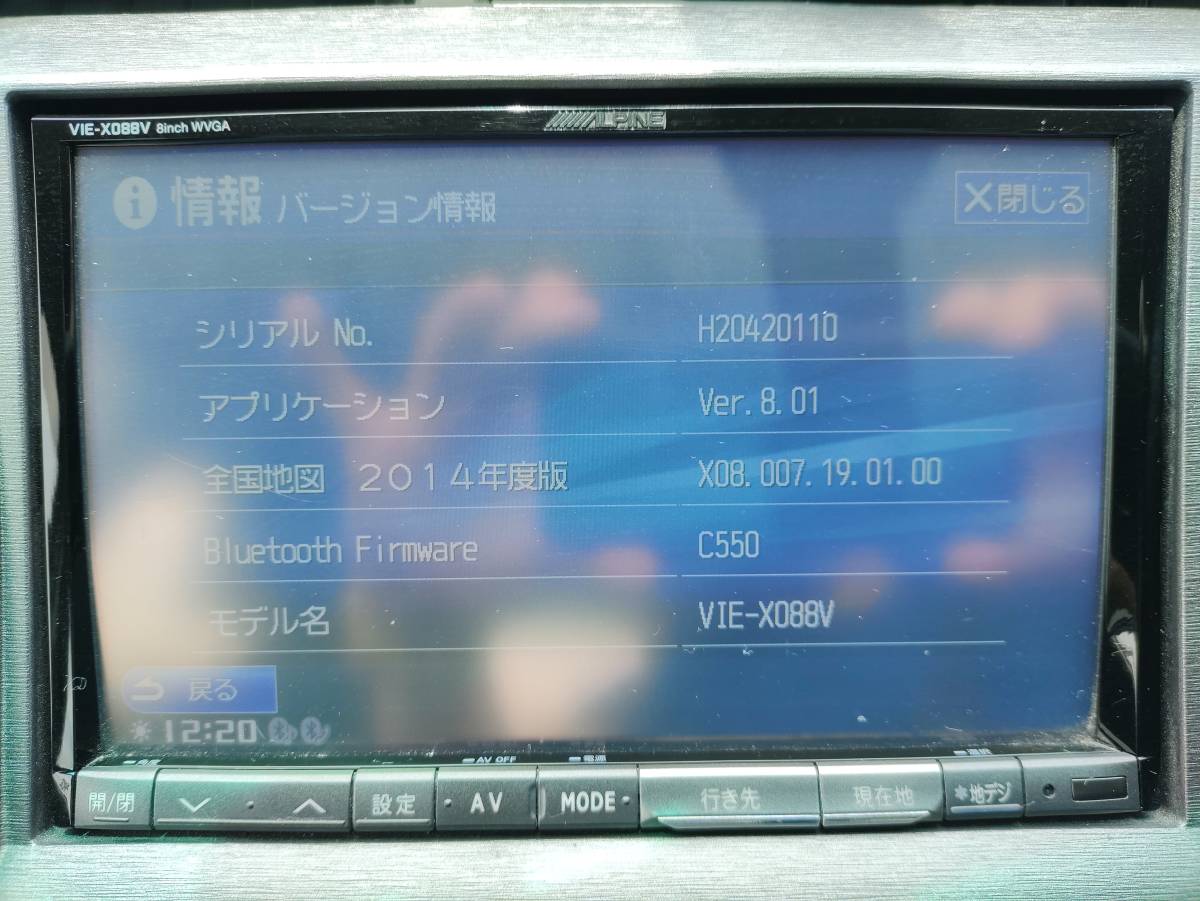 VIE-X088V 8inch WVGA
ALPINE
i 情報 バージョン情報
X閉じる
シリアル No. H20420110
アプリケーション Ver.8.01
全国地図 2014年度版 X08.007.19.01.00
Bluetooth Firmware C550
モデル名 VIE-X088V
戻る
12:20
AV OFF 電源
開/閉 設定 AV MODE 行き先 現在地 *地デジ